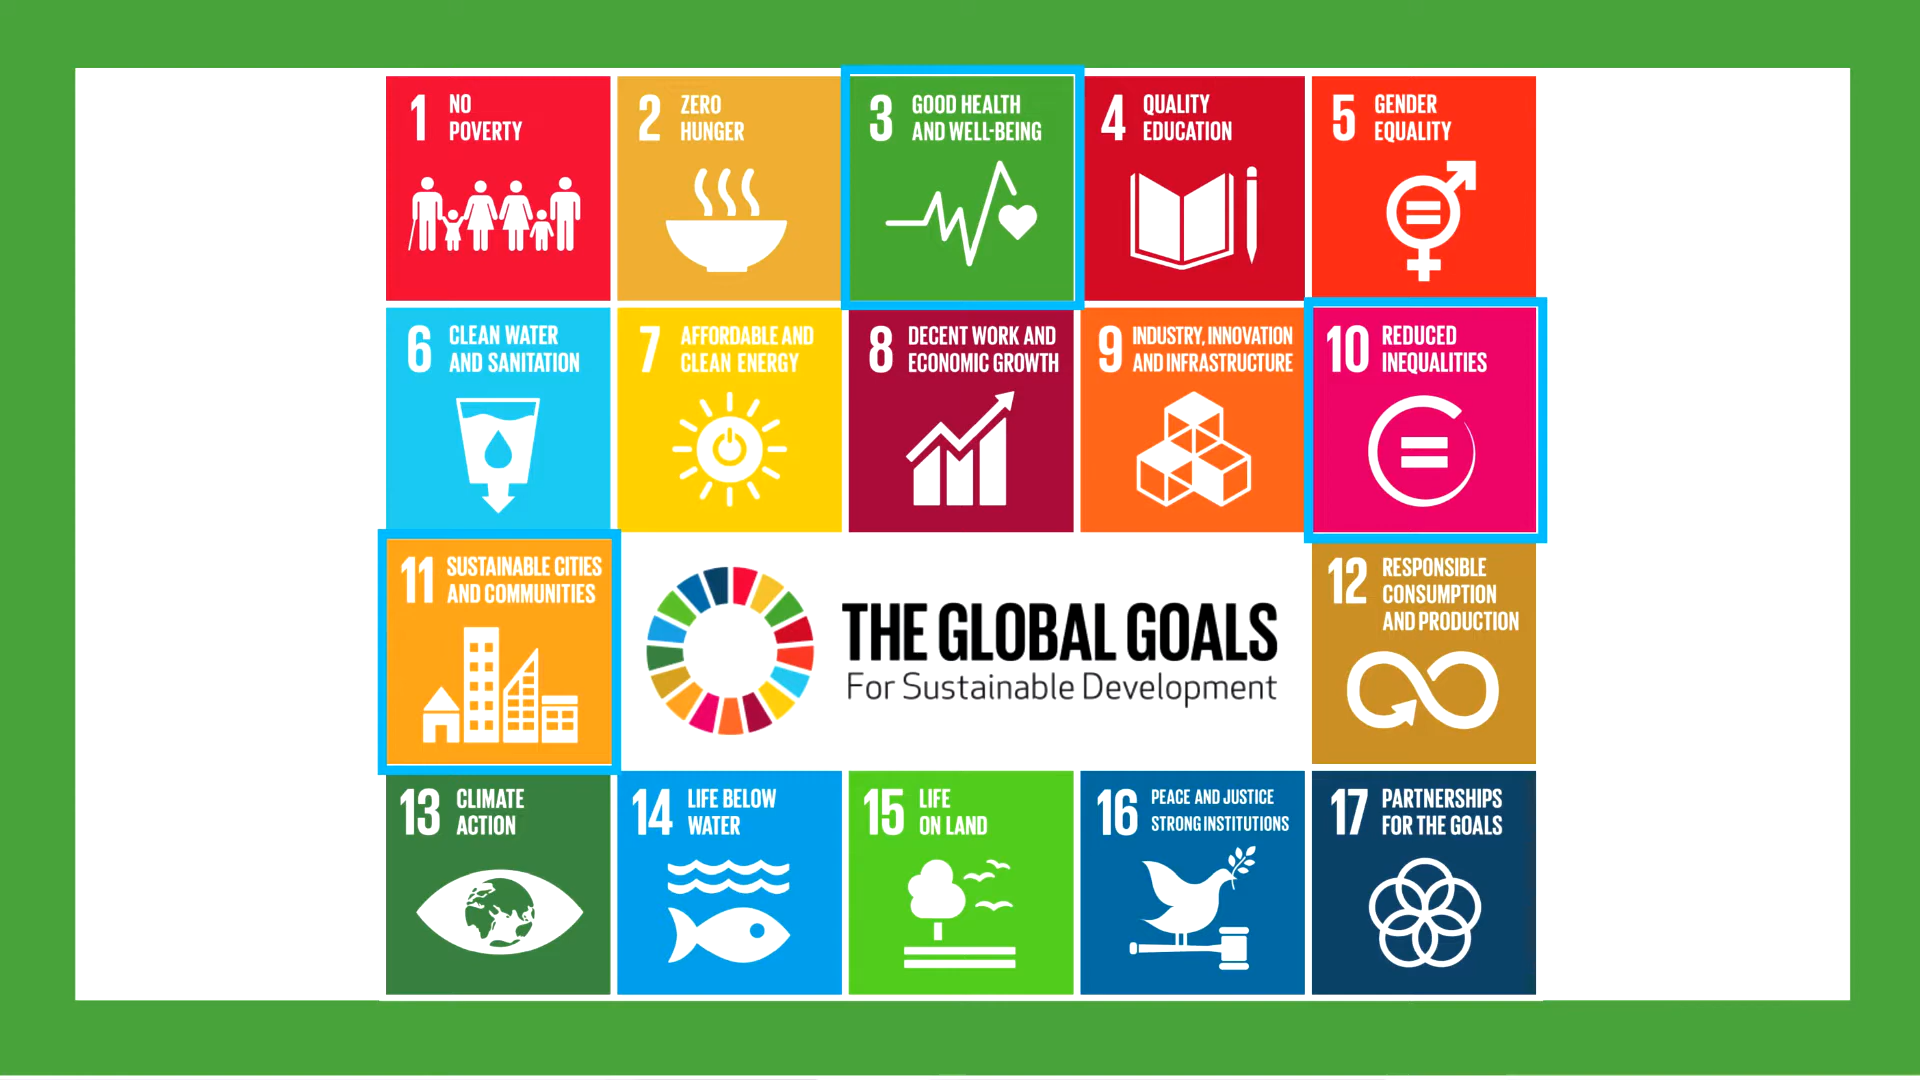 1 NO
POVERTY
2 ZERO
HUNGER
3 GOOD HEALTH
AND WELL-BEING
4 QUALITY
EDUCATION
5 GENDER
EQUALITY
6 CLEAN WATER
AND SANITATION
7 AFFORDABLE AND
CLEAN ENERGY
8 DECENT WORK AND
ECONOMIC GROWTH
9 INDUSTRY, INNOVATION
AND INFRASTRUCTURE
10 REDUCED
INEQUALITIES
11 SUSTAINABLE CITIES
AND COMMUNITIES
THE GLOBAL GOALS
For Sustainable Development
12 RESPONSIBLE
CONSUMPTION
AND PRODUCTION
13 CLIMATE
ACTION
14 LIFE BELOW
WATER
15 LIFE
ON LAND
16 PEACE AND JUSTICE
STRONG INSTITUTIONS
17 PARTNERSHIPS
FOR THE GOALS